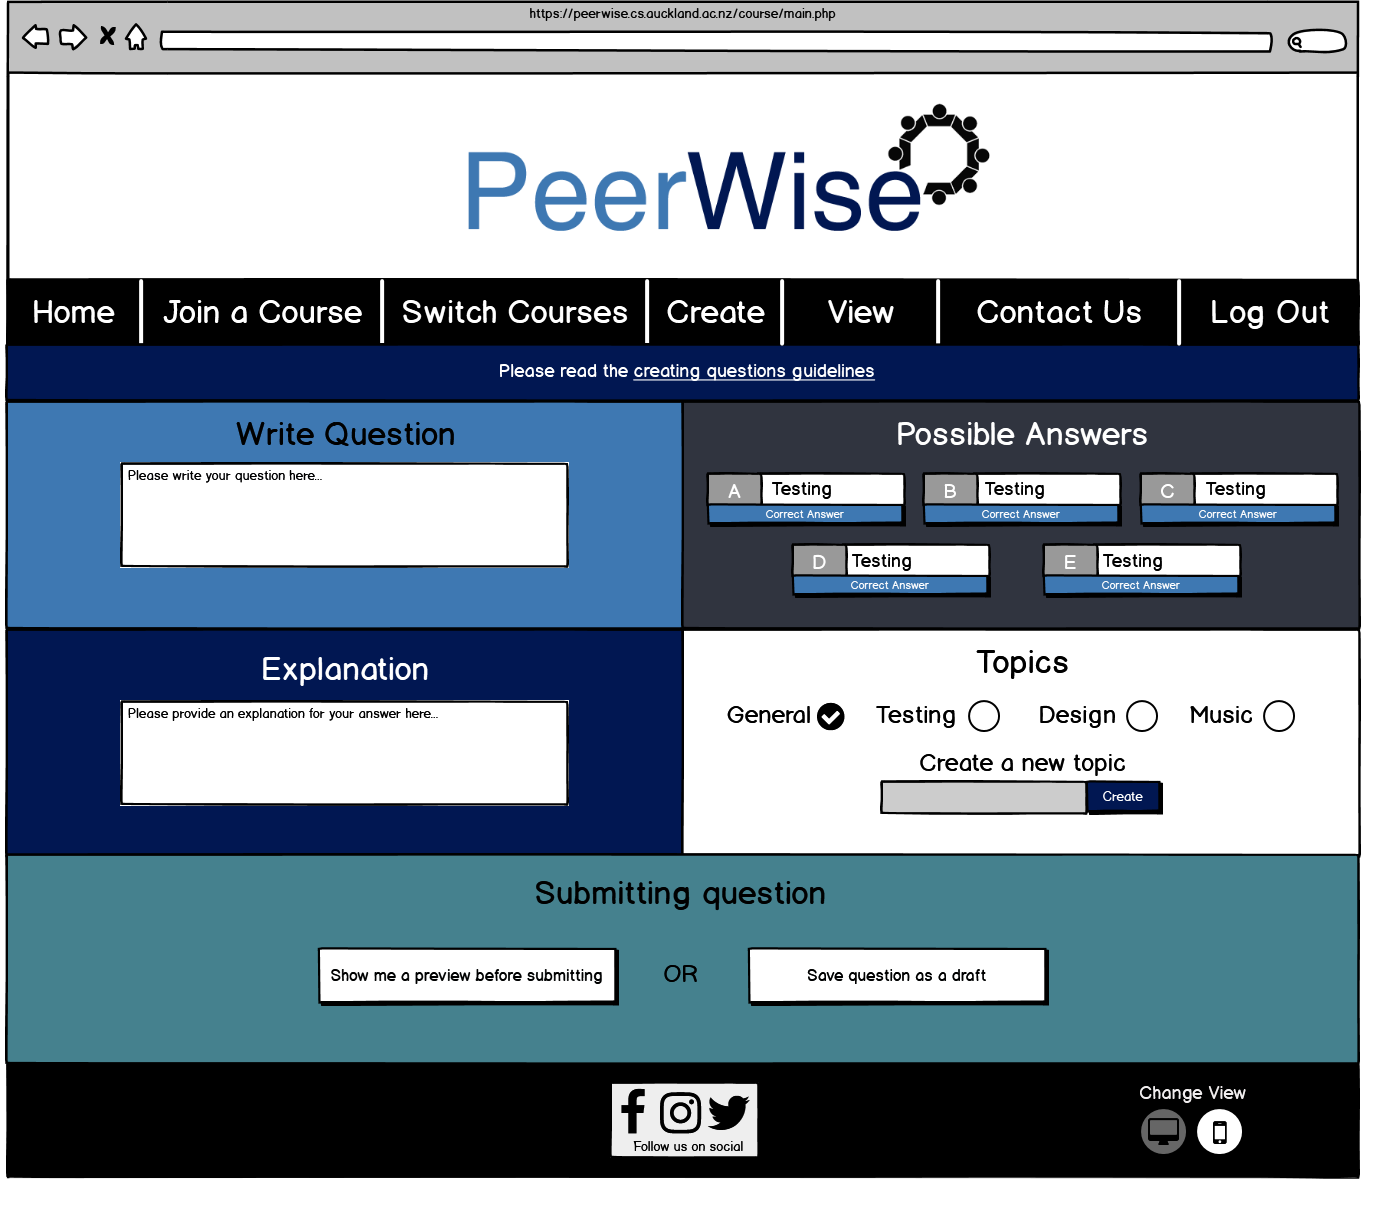 https://peerwise.cs.auckland.ac.nz/course/main.php
PeerWise
Home Join a Course Switch Courses Create View Contact Us Log Out
Please read the creating questions guidelines
Write Question
Please write your question here...
Possible Answers
A Testing B Testing C Testing
Correct Answer Correct Answer Correct Answer
D Testing E Testing
Correct Answer Correct Answer
Explanation
Please provide an explanation for your answer here...
Topics
General Testing Design Music
Create a new topic
Create
Submitting question
Show me a preview before submitting OR Save question as a draft
Follow us on social
Change View